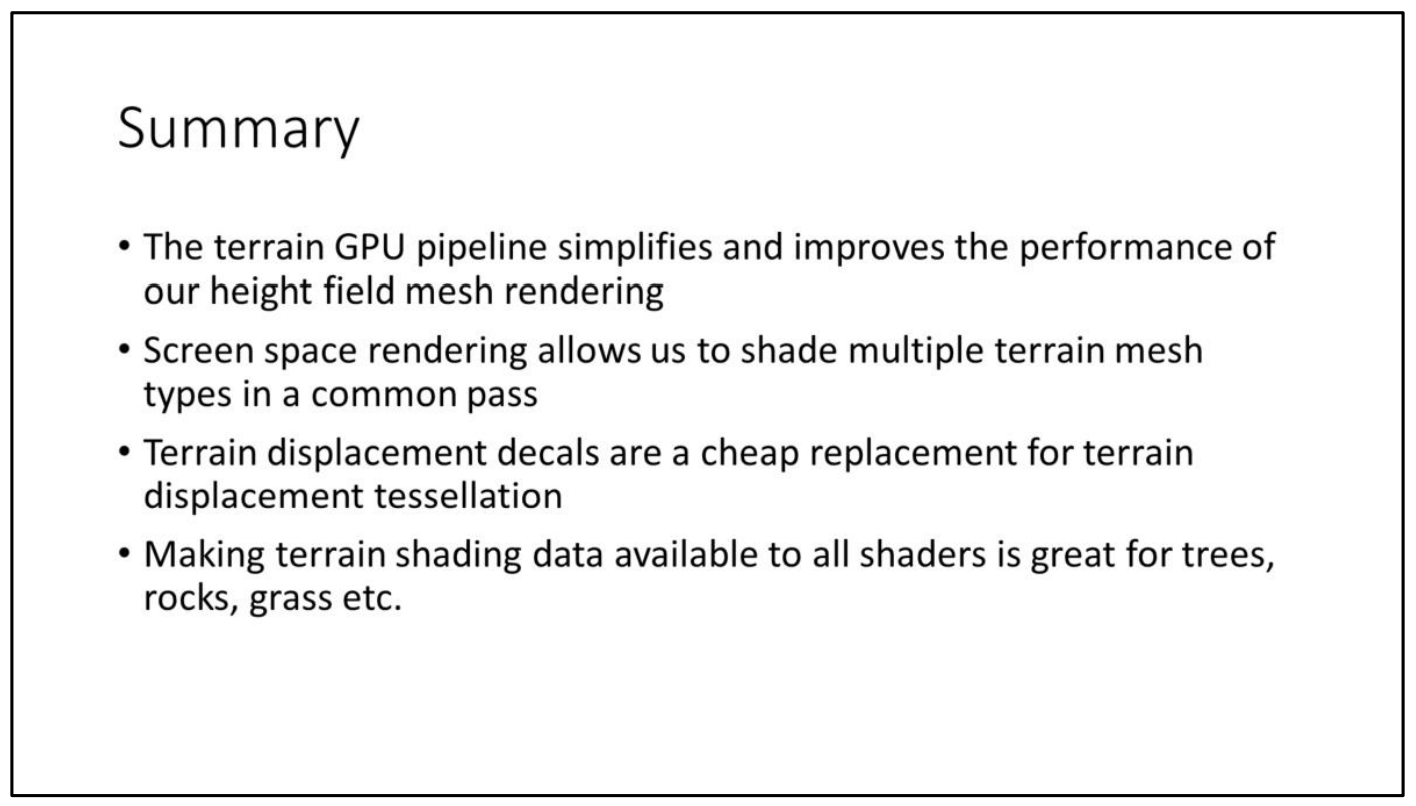 Summary
• The terrain GPU pipeline simplifies and improves the performance of
our height field mesh rendering
• Screen space rendering allows us to shade multiple terrain mesh
types in a common pass
• Terrain displacement decals are a cheap replacement for terrain
displacement tessellation
• Making terrain shading data available to all shaders is great for trees,
rocks, grass etc.